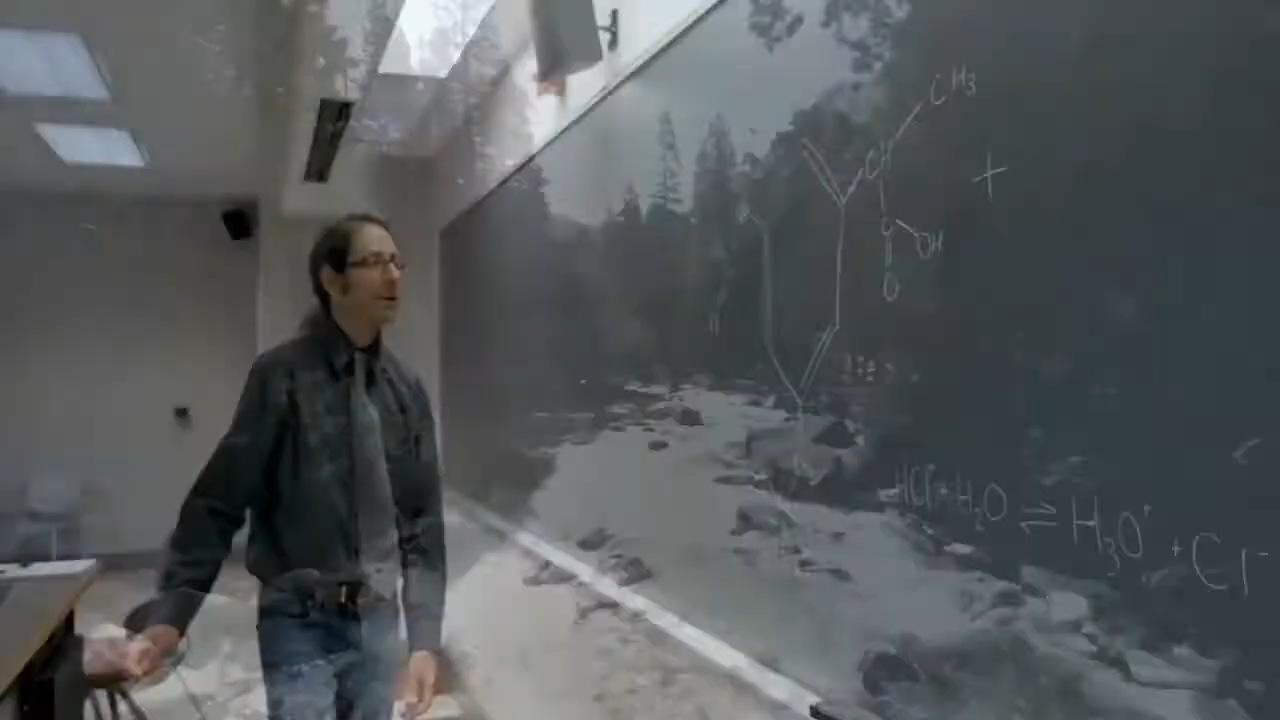 CH3
CH
+
C
OH
O
HCl + H2O ⇌ H3O+ + Cl-